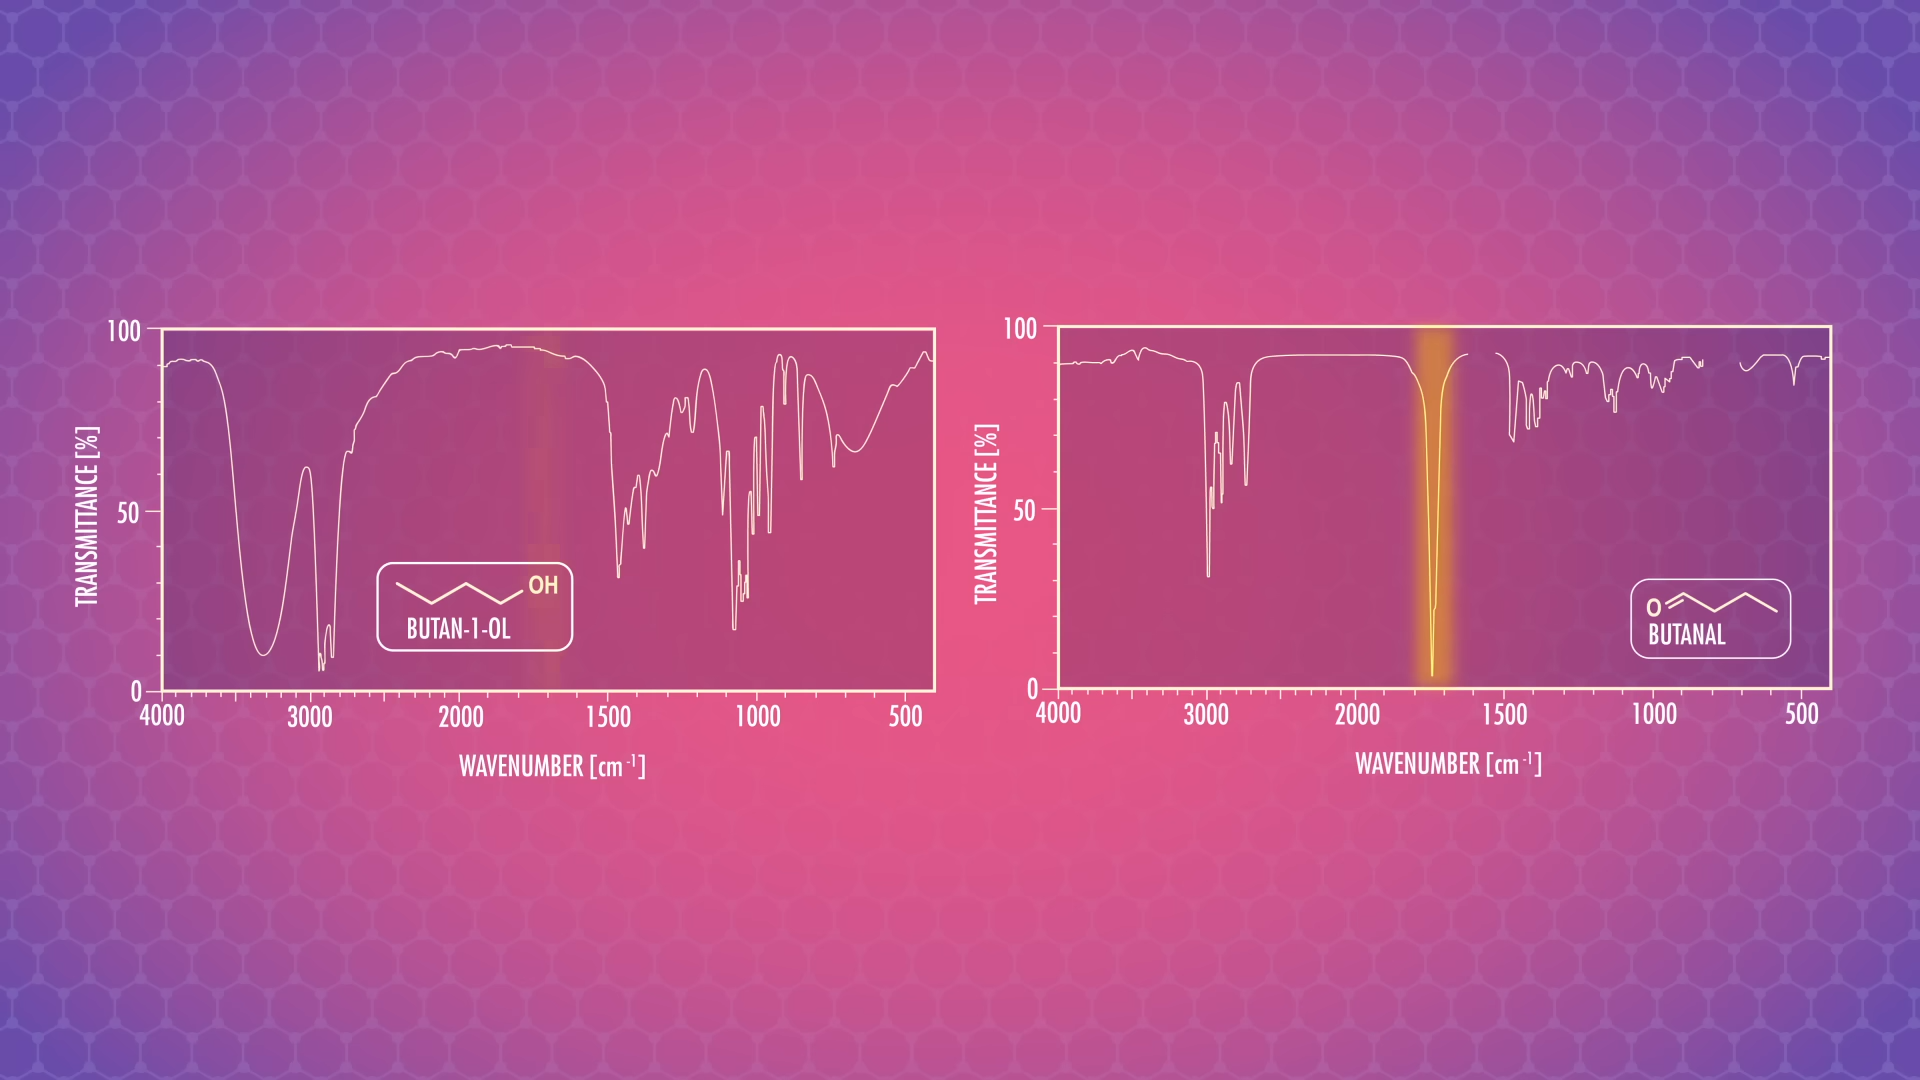 100
50
0
TRANSMITTANCE [%]
4000 3000 2000 1500 1000 500
WAVENUMBER [cm⁻¹]
OH
BUTAN-1-OL
100
50
0
TRANSMITTANCE [%]
4000 3000 2000 1500 1000 500
WAVENUMBER [cm⁻¹]
O
BUTANAL